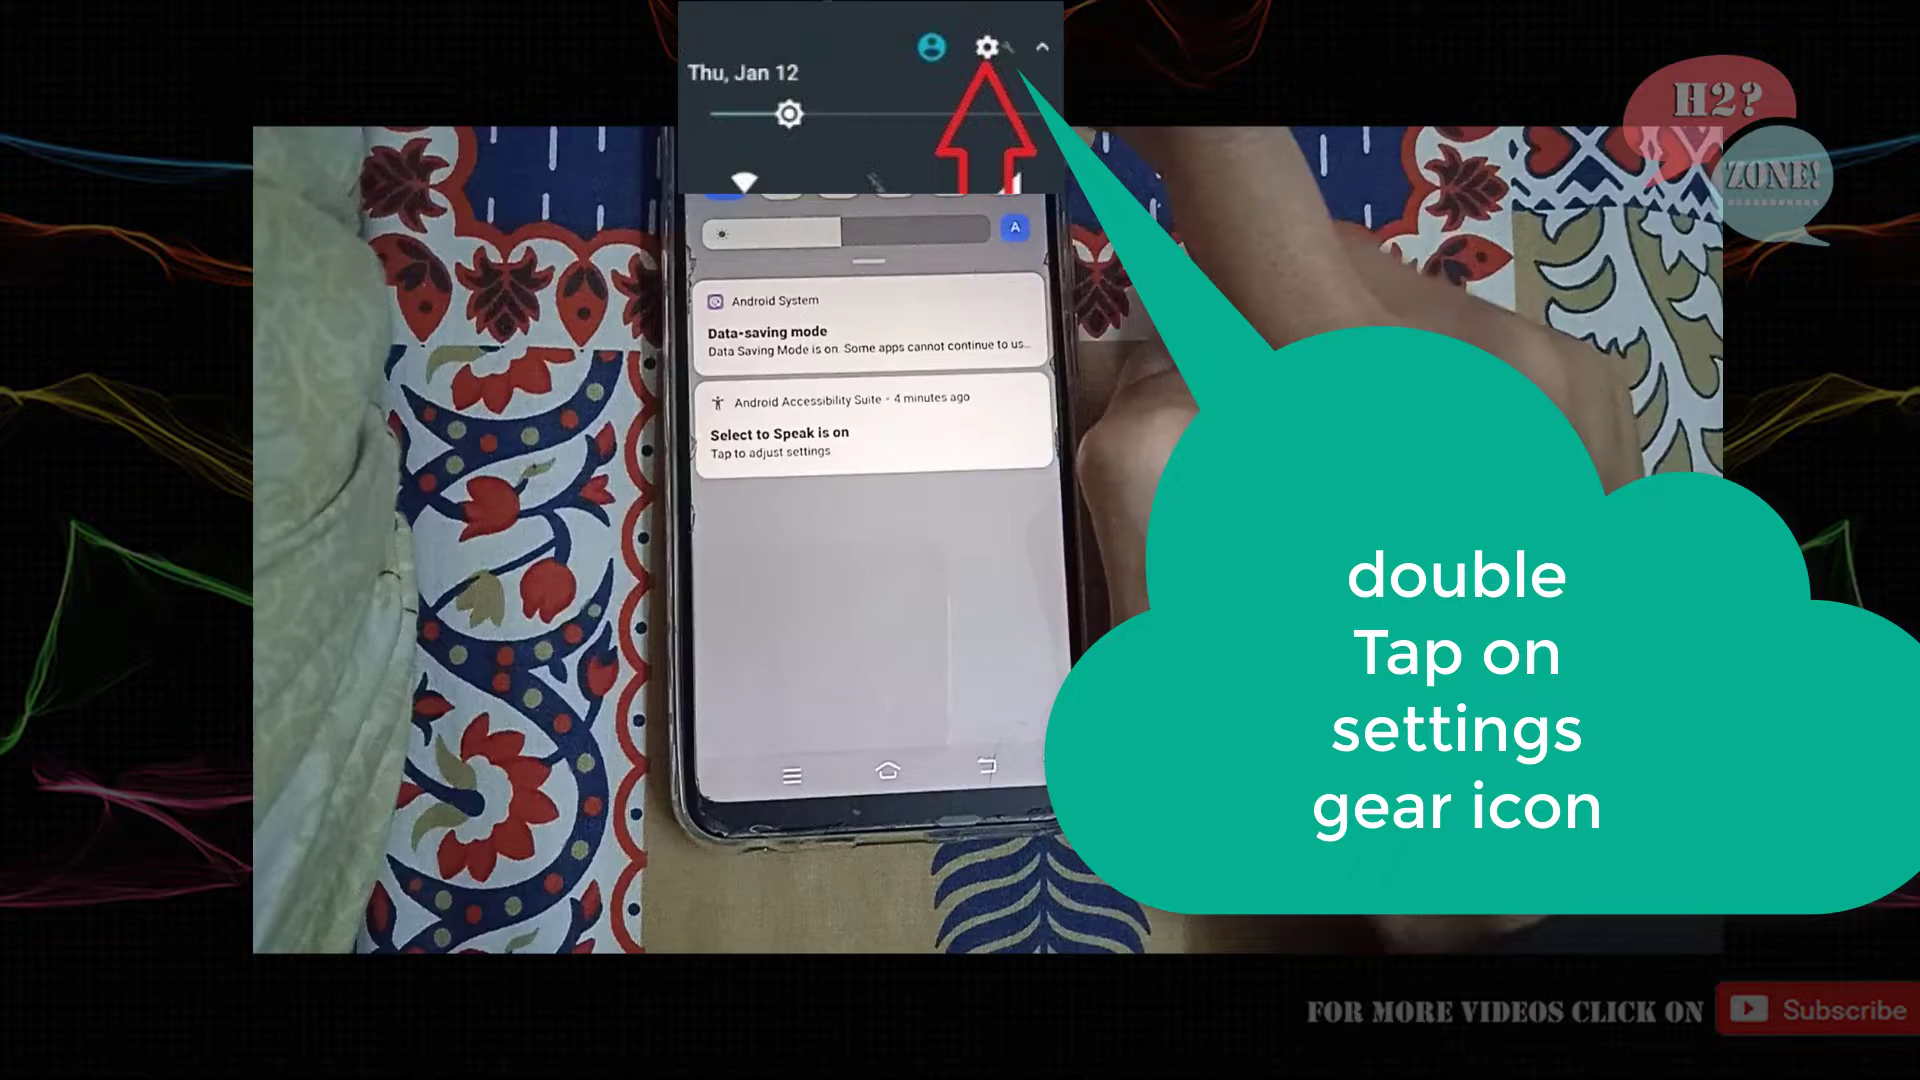 Thu, Jan 12
H2?
ZONE!
A
Android System
Data-saving mode
Data Saving Mode is on. Some apps cannot continue to us...
Android Accessibility Suite - 4 minutes ago
Select to Speak is on
Tap to adjust settings
double
Tap on
settings
gear icon
FOR MORE VIDEOS CLICK ON
Subscribe